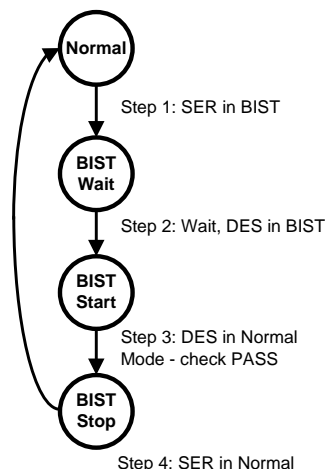 Normal
Step 1: SER in BIST
BIST
Wait
Step 2: Wait, DES in BIST
BIST
Start
Step 3: DES in Normal
Mode - check PASS
BIST
Stop
Step 4: SER in Normal